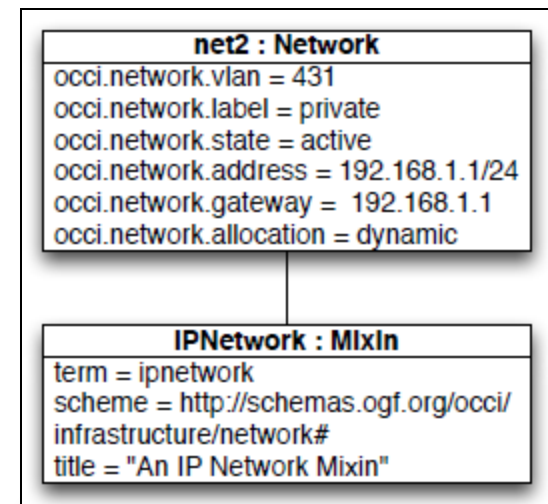 net2 : Network
occi.network.vlan = 431
occi.network.label = private
occi.network.state = active
occi.network.address = 192.168.1.1/24
occi.network.gateway = 192.168.1.1
occi.network.allocation = dynamic
IPNetwork : MixIn
term = ipnetwork
scheme = http://schemas.ogf.org/occi/
infrastructure/network#
title = "An IP Network Mixin"